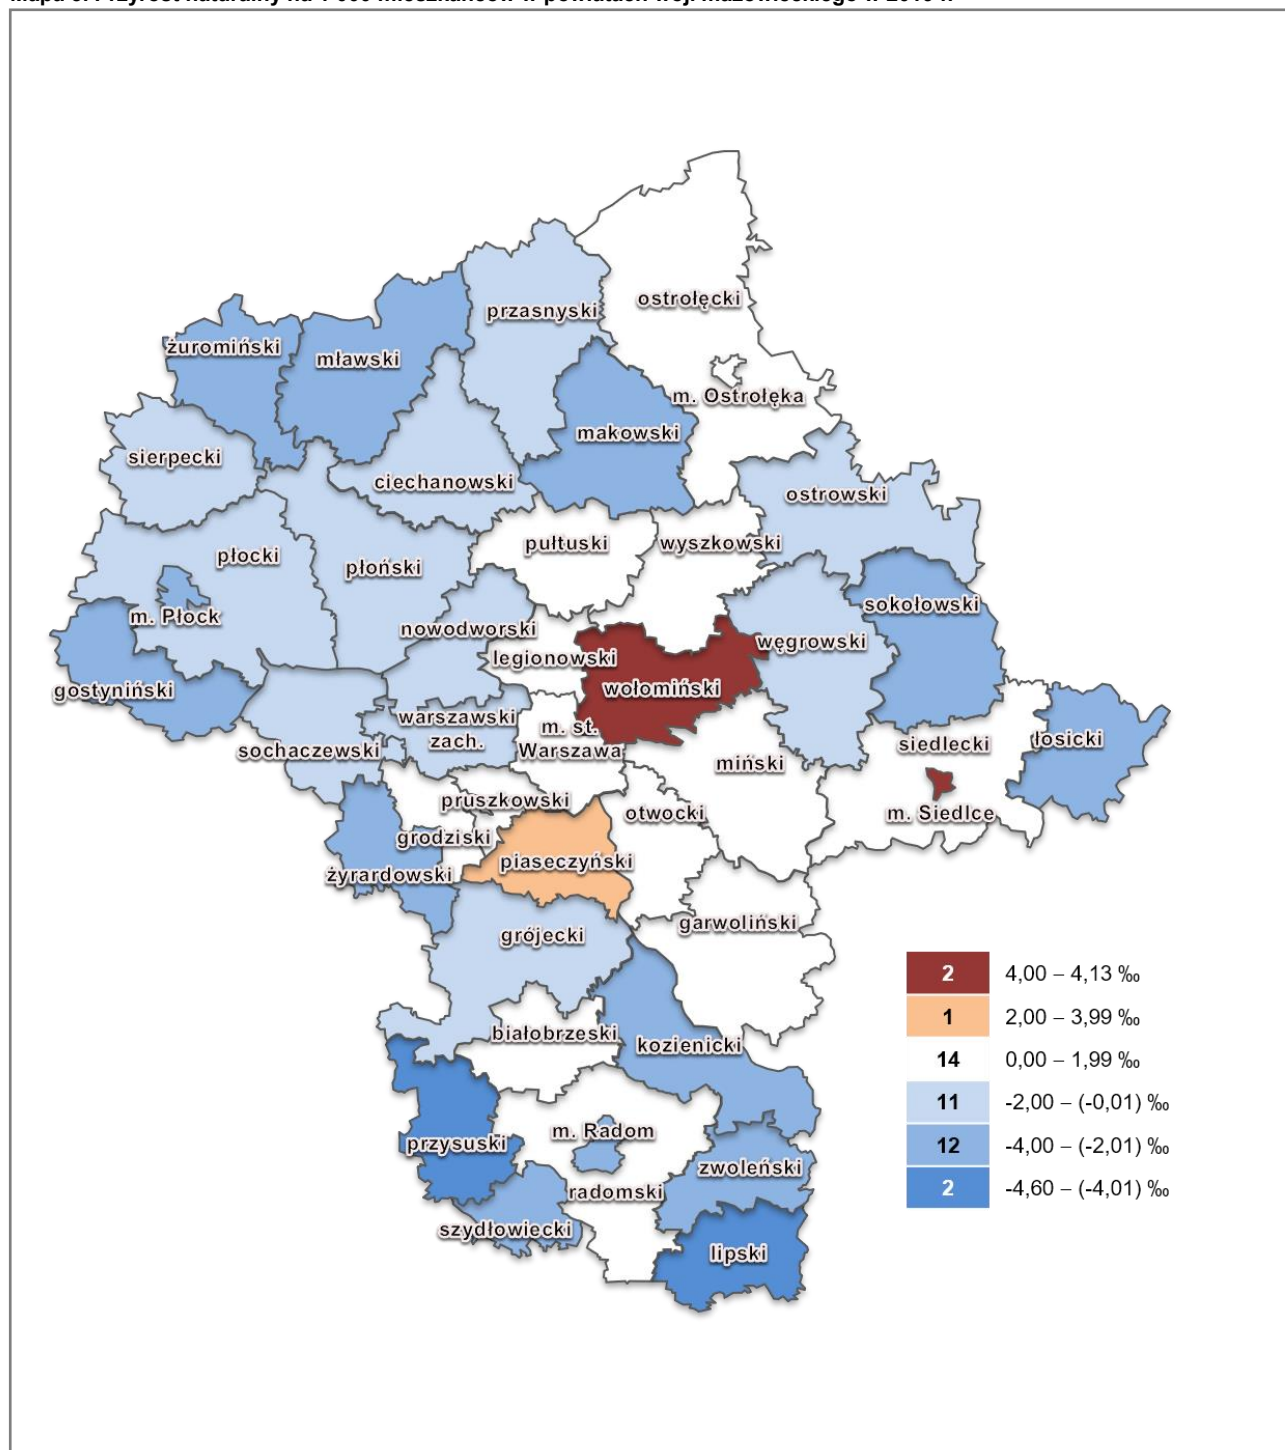 ostrołęcki
przasnyski
żuromiński
mławski
m. Ostrołęka
makowski
sierpecki
ciechanowski
ostrowski
pułtuski
wyszkowski
płocki
płoński
sokołowski
m. Płock
nowodworski
węgrowski
legionowski
gostyniński
wołomiński
warszawski
zach.
m. st.
Warszawa
sochaczewski
siedlecki
łosicki
miński
pruszkowski
otwocki
m. Siedlce
grodziski
piaseczyński
żyrardowski
garwoliński
grójecki
białobrzeski
kozienicki
przysuski
m. Radom
zwoleński
radomski
szydłowiecki
lipski
2 4,00 – 4,13 ‰
1 2,00 – 3,99 ‰
14 0,00 – 1,99 ‰
11 -2,00 – (-0,01) ‰
12 -4,00 – (-2,01) ‰
2 -4,60 – (-4,01) ‰